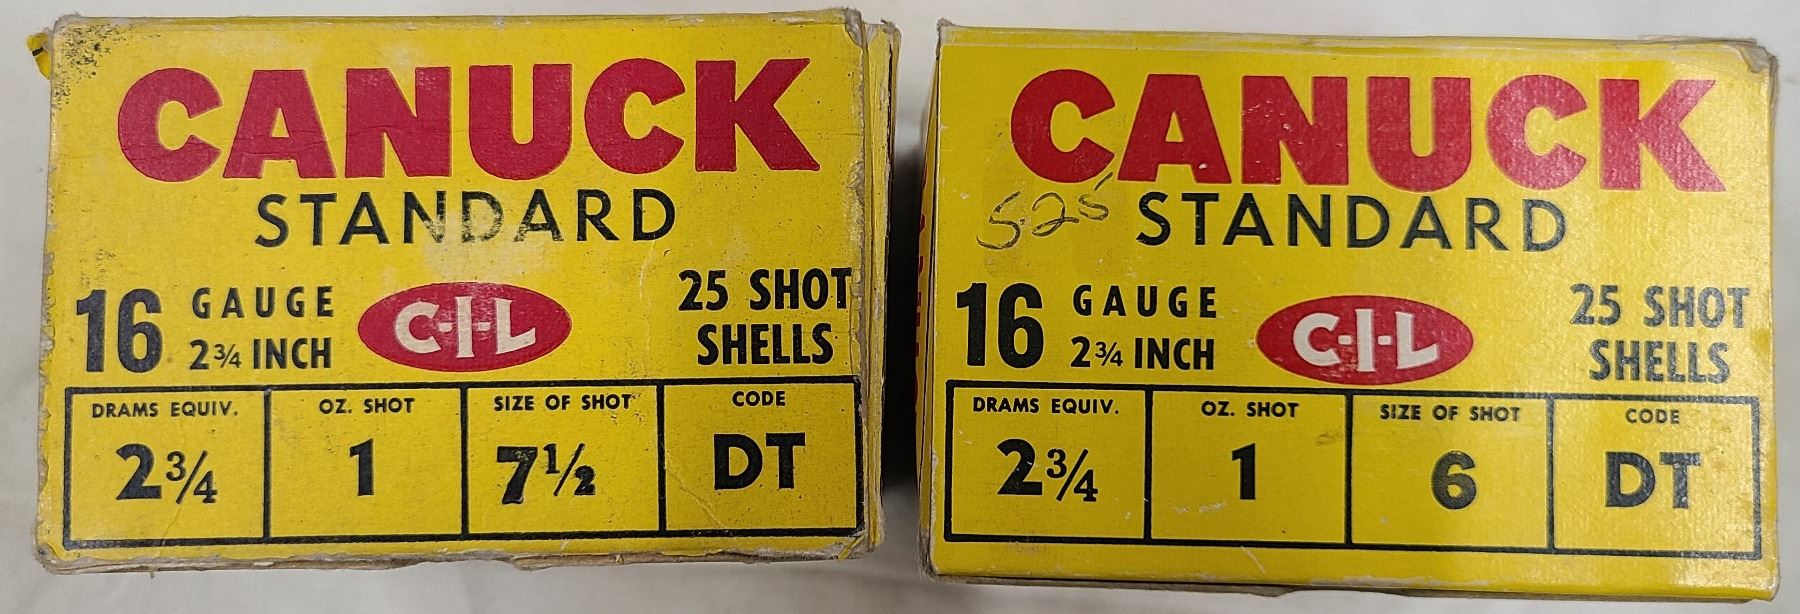 CANUCK
STANDARD
16 GAUGE
2¾ INCH
C-I-L
25 SHOT
SHELLS
DRAMS EQUIV. OZ. SHOT SIZE OF SHOT CODE
2¾ 1 7½ DT
CANUCK
525
STANDARD
16 GAUGE
2¾ INCH
C-I-L
25 SHOT
SHELLS
DRAMS EQUIV. OZ. SHOT SIZE OF SHOT CODE
2¾ 1 6 DT